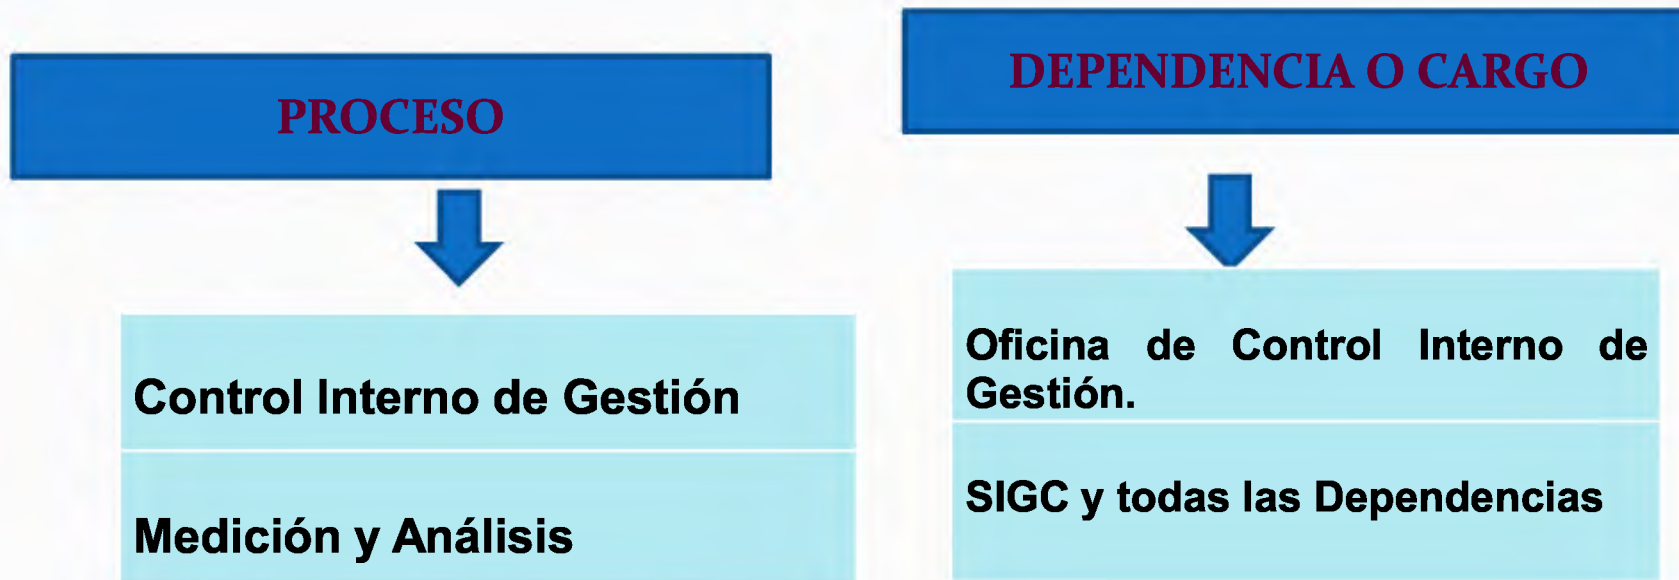 PROCESO
Control Interno de Gestión
Medición y Análisis
DEPENDENCIA O CARGO
Oficina de Control Interno de
Gestión.
SIGC y todas las Dependencias